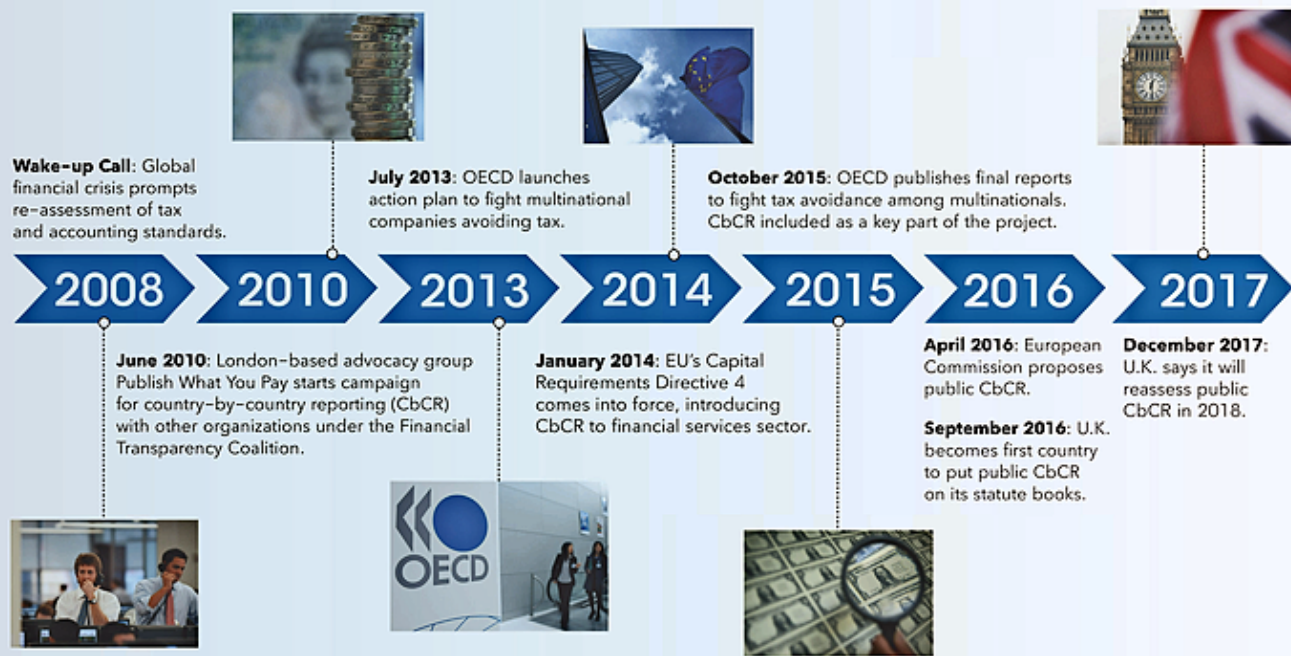 Wake-up Call: Global
financial crisis prompts
re-assessment of tax
and accounting standards.
July 2013: OECD launches
action plan to fight multinational
companies avoiding tax.
October 2015: OECD publishes final reports
to fight tax avoidance among multinationals.
CbCR included as a key part of the project.
2008
2010
2013
2014
2015
2016
2017
June 2010: London-based advocacy group
Publish What You Pay starts campaign
for country-by-country reporting (CbCR)
with other organizations under the Financial
Transparency Coalition.
January 2014: EU's Capital
Requirements Directive 4
comes into force, introducing
CbCR to financial services sector.
April 2016: European
Commission proposes
public CbCR.
September 2016: U.K.
becomes first country
to put public CbCR
on its statute books.
December 2017:
U.K. says it will
reassess public
CbCR in 2018.
OECD